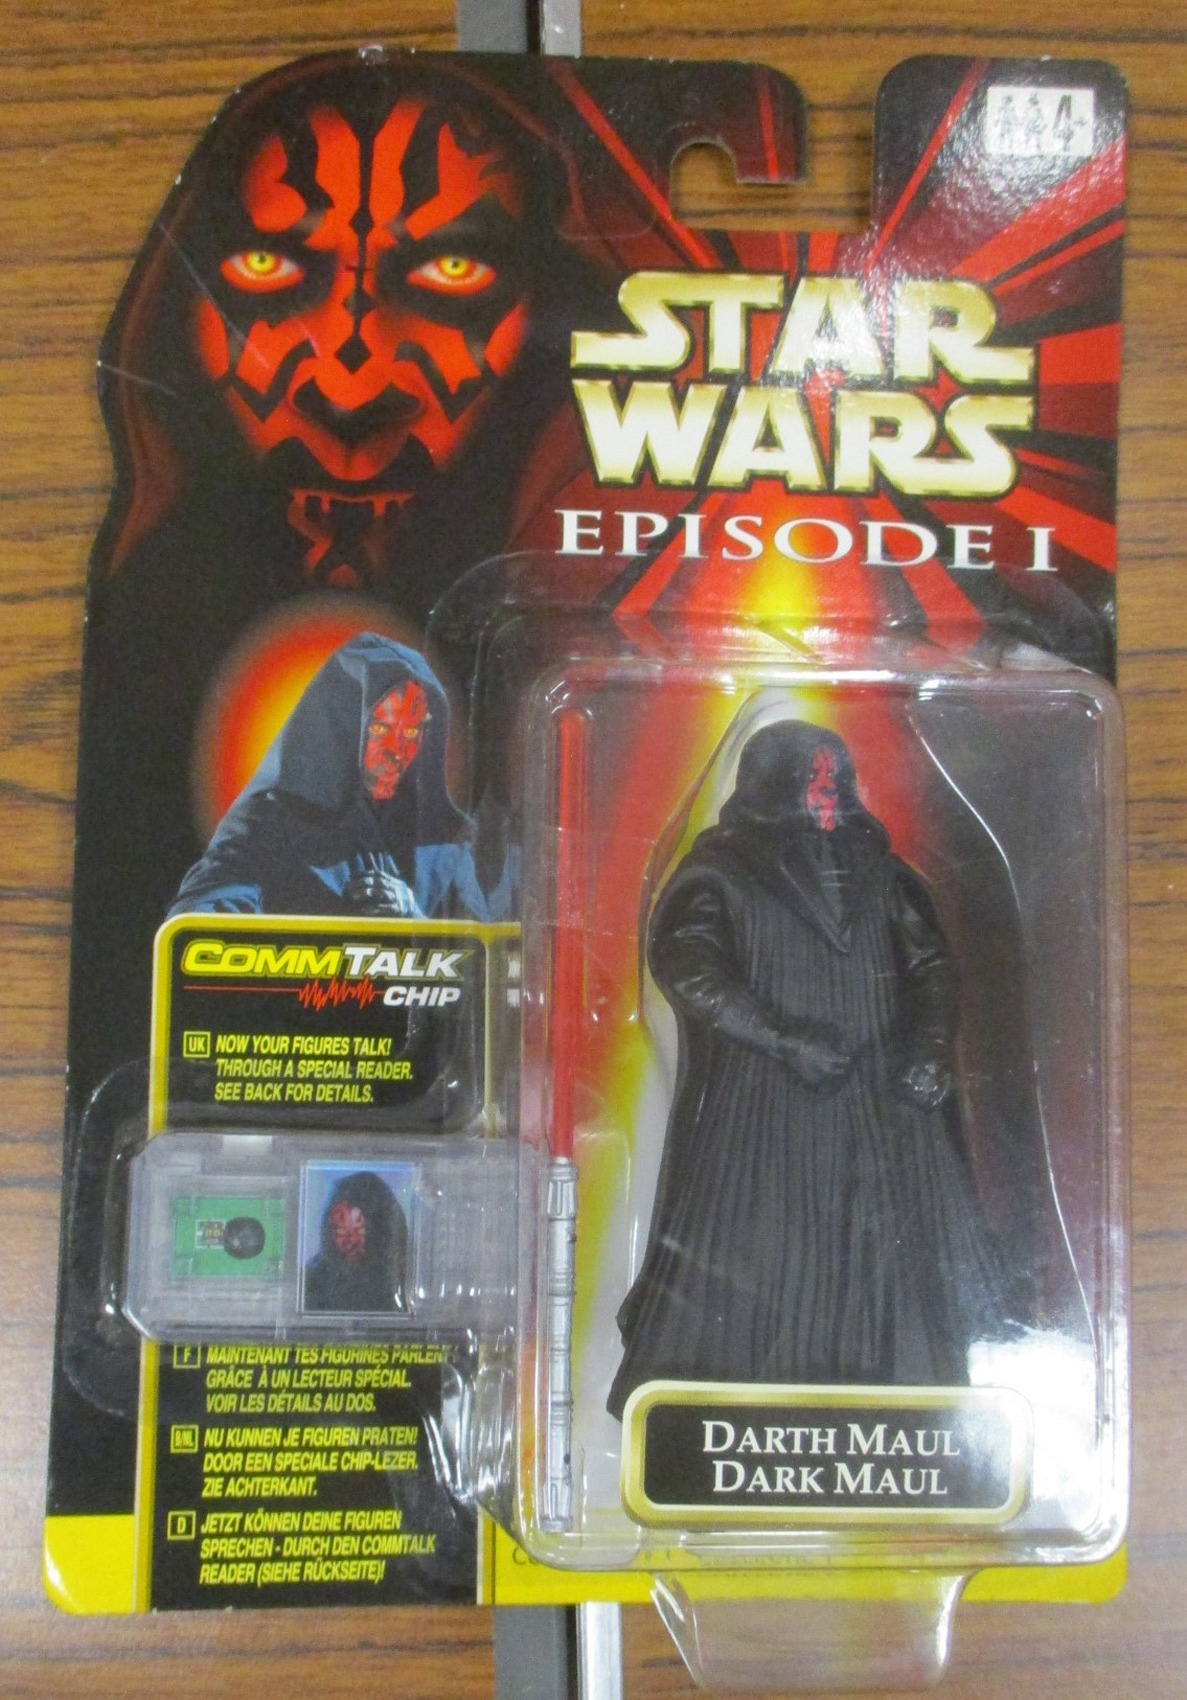 4+
STAR
WARS
EPISODE I
COMMTALK
CHIP
UK NOW YOUR FIGURES TALK!
THROUGH A SPECIAL READER.
SEE BACK FOR DETAILS.
F MAINTENANT TES FIGURINES PARLENT
GRÂCE À UN LECTEUR SPÉCIAL.
VOIR LES DÉTAILS AU DOS.
B/NL NU KUNNEN JE FIGUREN PRATEN!
DOOR EEN SPECIALE CHIP-LEZER.
ZIE ACHTERKANT.
D JETZT KÖNNEN DEINE FIGUREN
SPRECHEN - DURCH DEN COMMTALK
READER (SIEHE RÜCKSEITE)!
DARTH MAUL
DARK MAUL